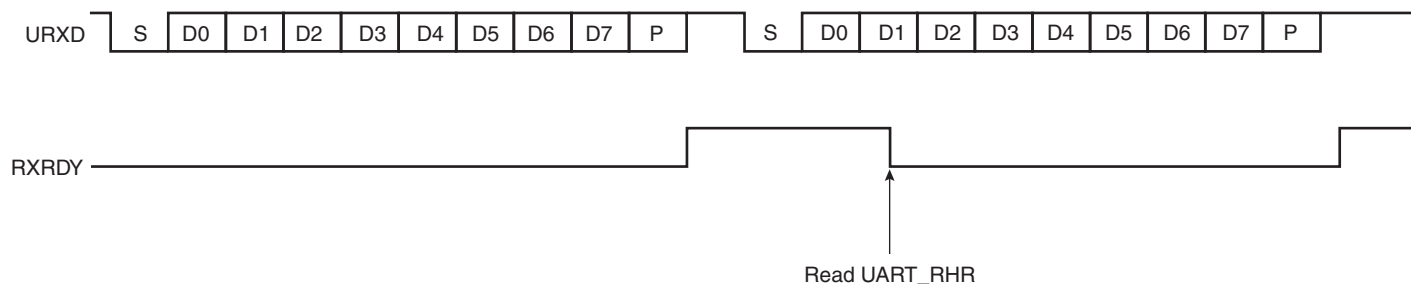 URXD S D0 D1 D2 D3 D4 D5 D6 D7 P S D0 D1 D2 D3 D4 D5 D6 D7 P
RXRDY
Read UART_RHR